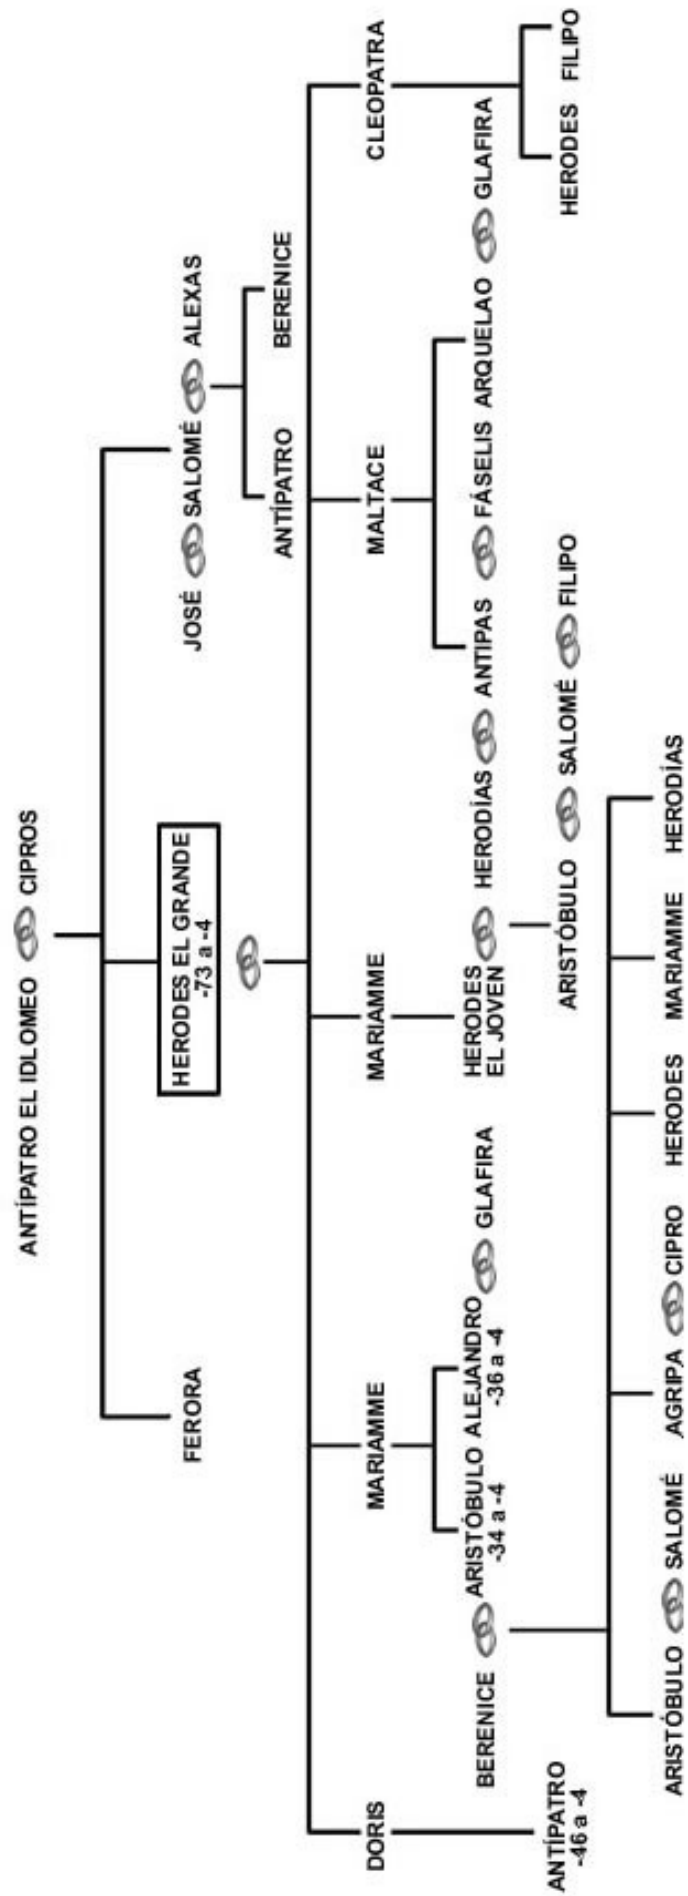 ANTÍPATRO EL IDLOMEO CIPROS
FERORA
HERODES EL GRANDE
-73 a -4
JOSÉ SALOMÉ ALEXAS
ANTÍPATRO BERENICE
DORIS MARIAMME MARIAMME MALTACE CLEOPATRA
BERENICE ARISTÓBULO ALEJANDRO GLAFIRA
-34 a -4 -36 a -4
HERODES HERODÍAS ANTIPAS FÁSELIS ARQUELAO GLAFIRA
EL JOVEN
ANTÍPATRO
-46 a -4
ARISTÓBULO SALOMÉ FILIPO
HERODES FILIPO
ARISTÓBULO SALOMÉ AGRIPA CIPRO HERODES MARIAMME HERODÍAS